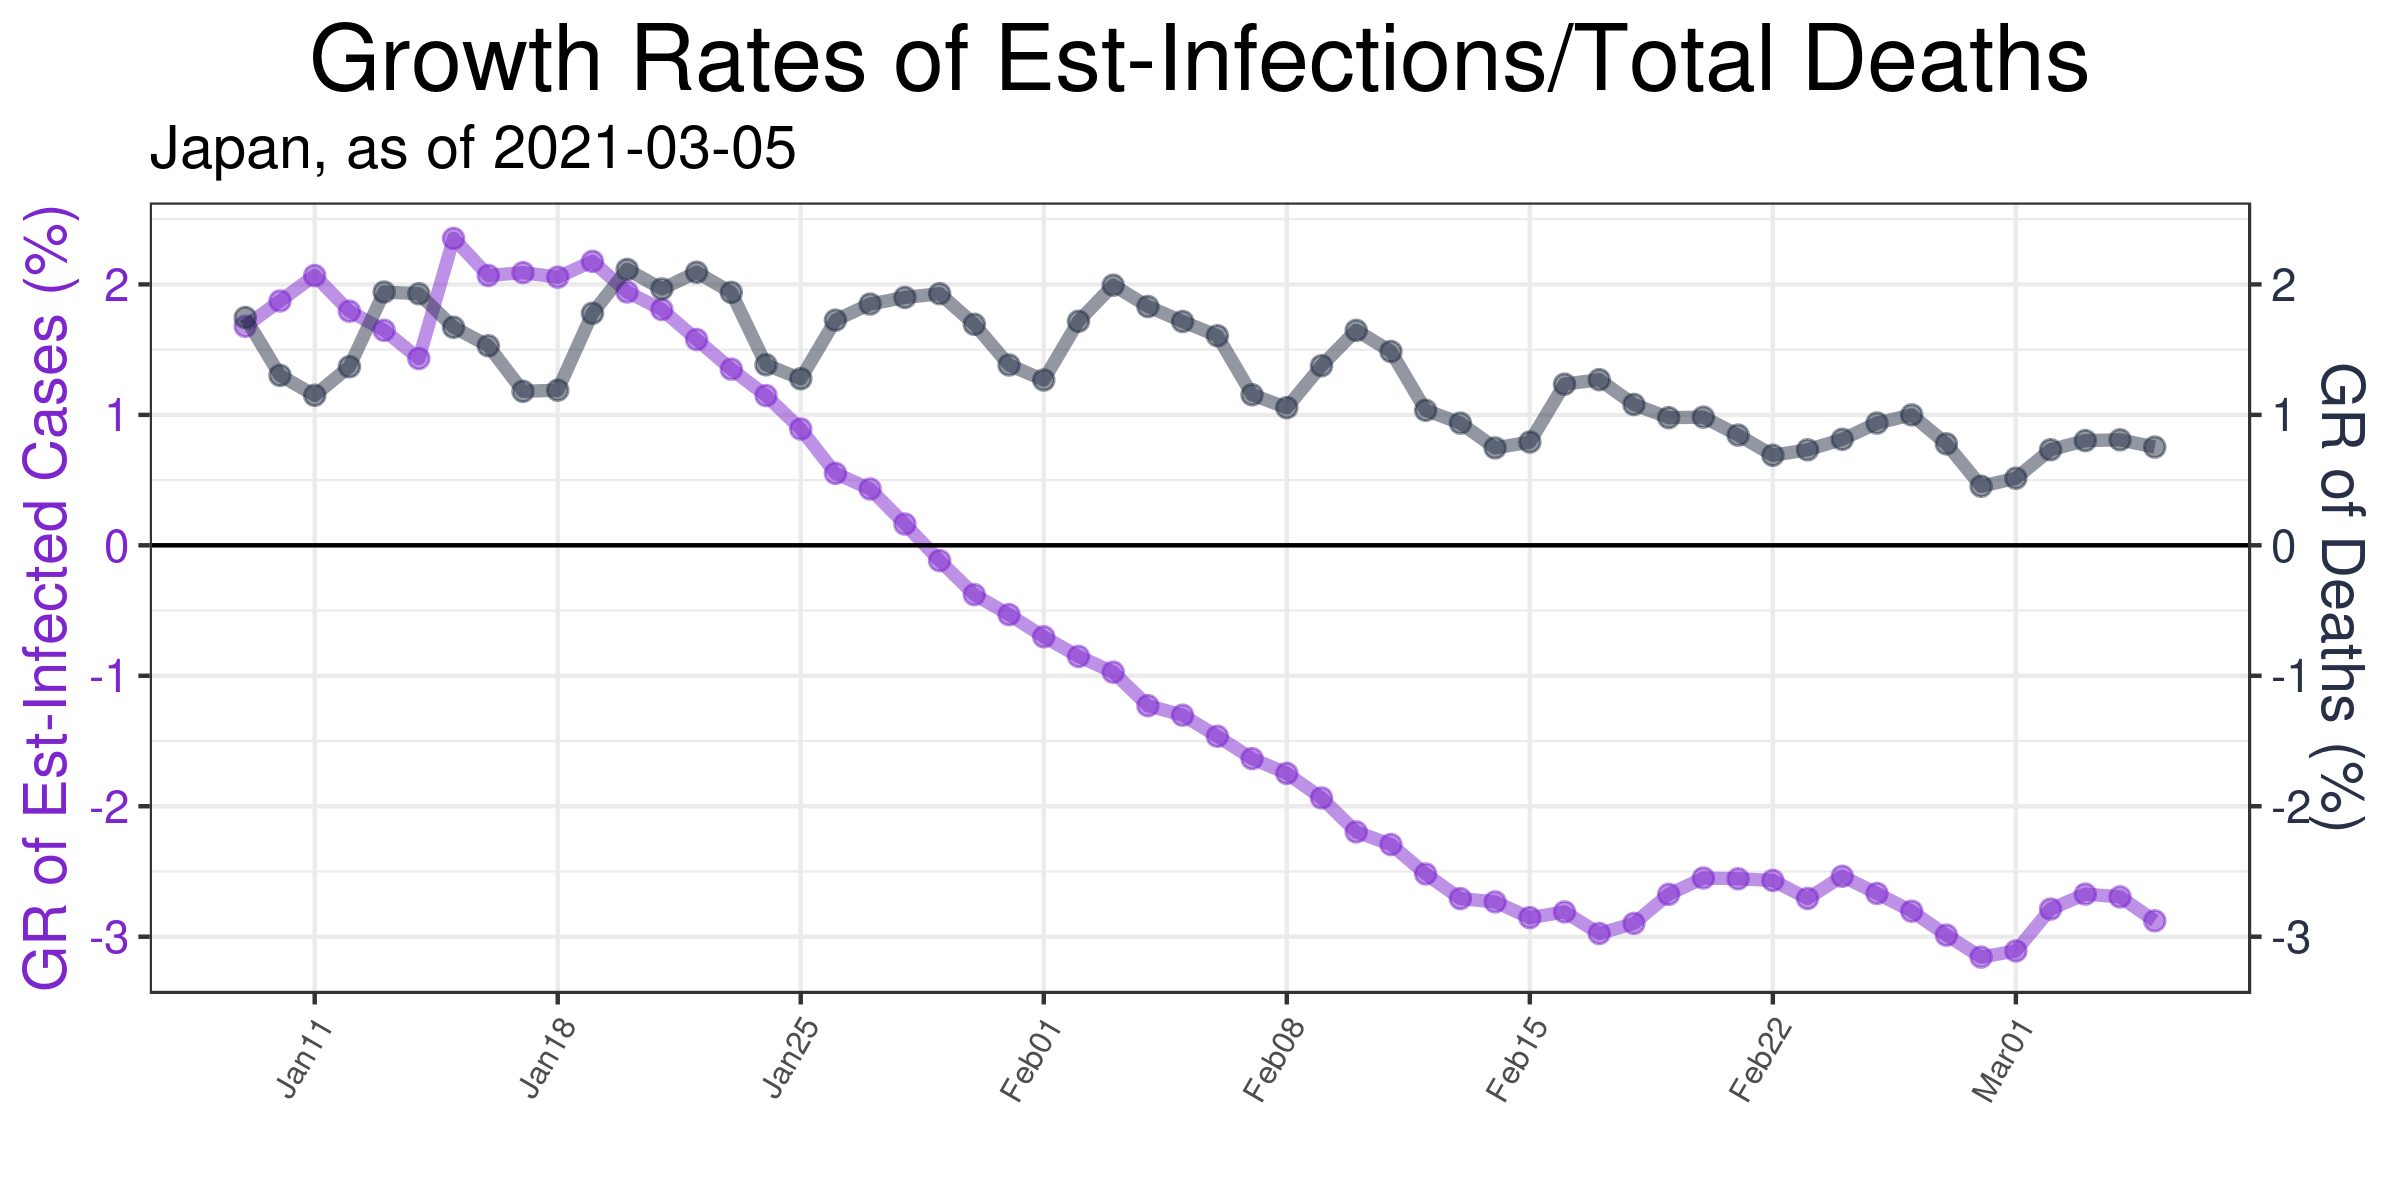 Growth Rates of Est-Infections/Total Deaths
Japan, as of 2021-03-05
GR of Est-Infected Cases (%)
2
1
0
-1
-2
-3
2
1
0
-1
-2
-3
GR of Deaths (%)
Jan11
Jan18
Jan25
Feb01
Feb08
Feb15
Feb22
Mar01